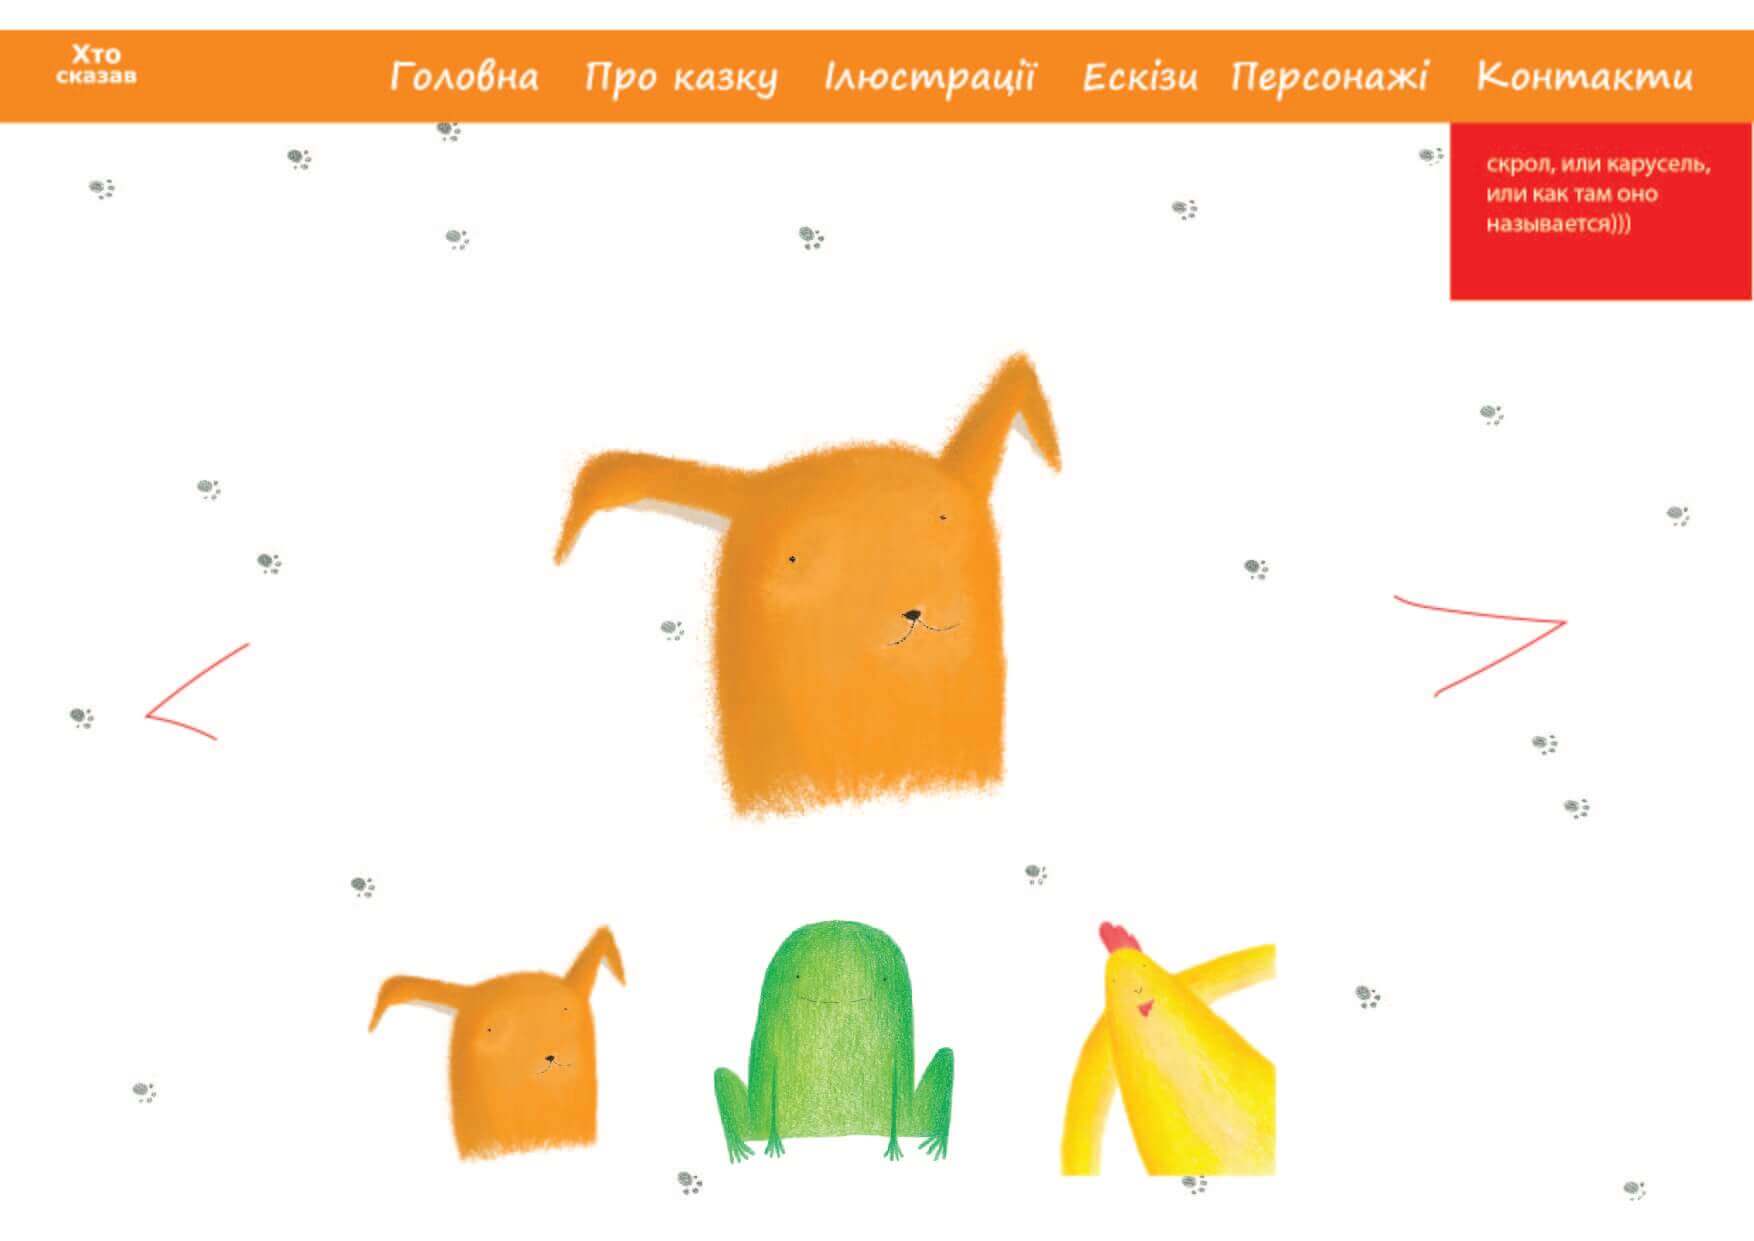 Хто
сказав
Головна Про казку Ілюстрації Ескізи Персонажі Контакти
скрол, или карусель,
или как там оно
называется)))